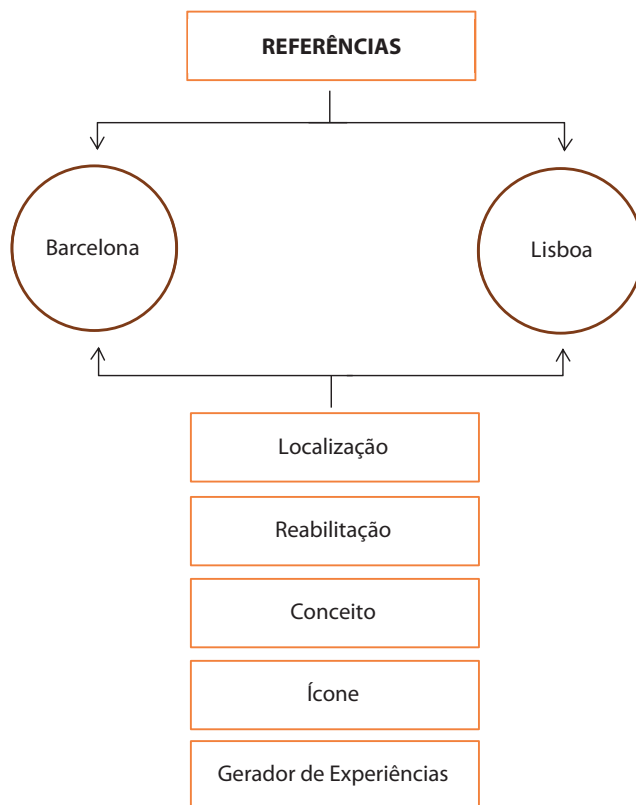 REFERÊNCIAS
Barcelona
Lisboa
Localização
Reabilitação
Conceito
Ícone
Gerador de Experiências